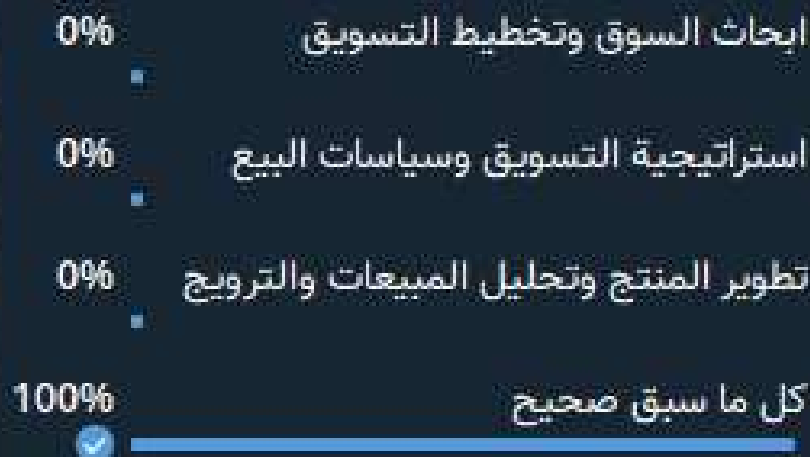 ابحاث السوق وتخطيط التسويق 0%
استراتيجية التسويق وسياسات البيع 0%
تطوير المنتج وتحليل المبيعات والترويج 0%
كل ما سبق صحيح 100%